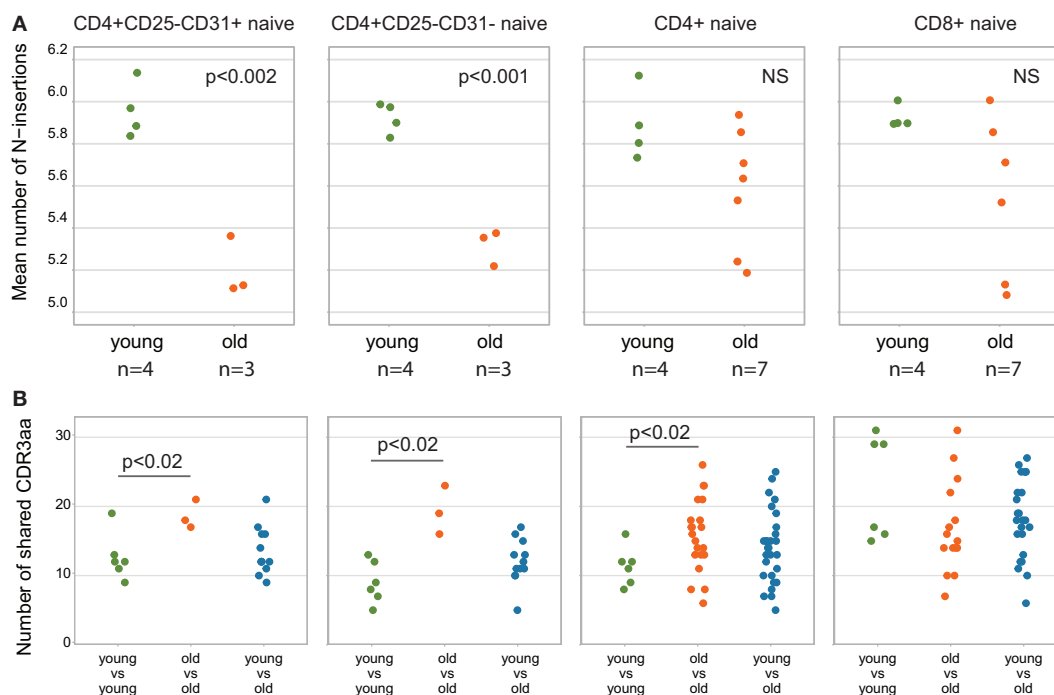 A
CD4+CD25-CD31+ naive CD4+CD25-CD31- naive CD4+ naive CD8+ naive
Mean number of N-insertions
6.2
6.0
5.8
5.6
5.4
5.2
5.0
p<0.002 p<0.001 NS NS
young old young old young old young old
n=4 n=3 n=4 n=3 n=4 n=7 n=4 n=7
B
Number of shared CDR3aa
30
20
10
0
p<0.02 p<0.02 p<0.02
young old young young old young young old young young old young
vs vs vs vs vs vs vs vs vs vs vs vs
young old old young old old young old old young old old